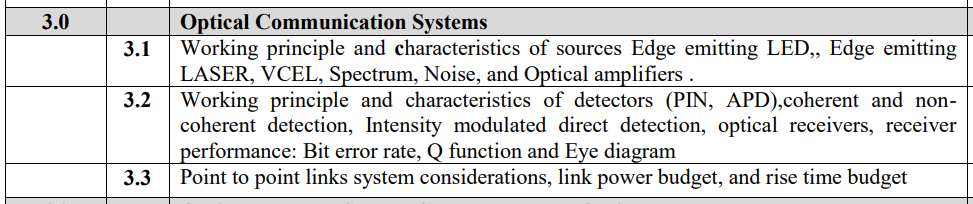 3.0 Optical Communication Systems
3.1 Working principle and characteristics of sources Edge emitting LED,, Edge emitting
LASER, VCEL, Spectrum, Noise, and Optical amplifiers .
3.2 Working principle and characteristics of detectors (PIN, APD),coherent and non-
coherent detection, Intensity modulated direct detection, optical receivers, receiver
performance: Bit error rate, Q function and Eye diagram
3.3 Point to point links system considerations, link power budget, and rise time budget